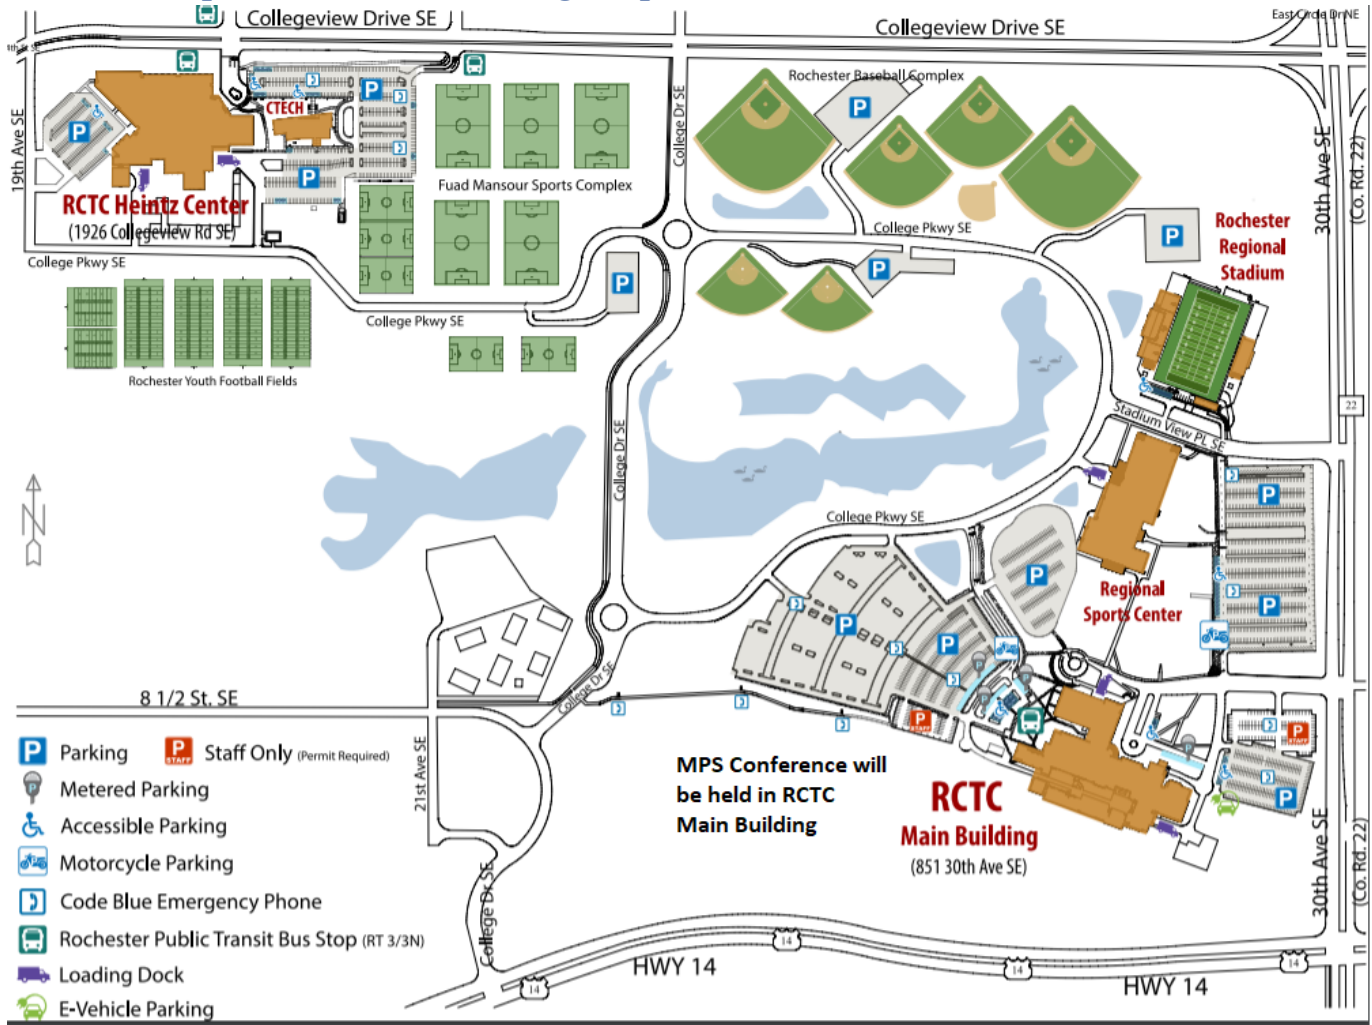 Collegeview Drive SE
Collegeview Drive SE
East Circle Dr NE
4th St SE
19th Ave SE
P
P
CTECH
P
RCTC Heintz Center
(1926 Collegeview Rd SE)
College Pkwy SE
Fuad Mansour Sports Complex
College Dr SE
Rochester Baseball Complex
P
College Pkwy SE
P
P
P
Rochester
Regional
Stadium
30th Ave SE
(Co. Rd. 22)
College Pkwy SE
Rochester Youth Football Fields
22
Stadium View PL SE
College Dr SE
College Pkwy SE
N
P
P
P
P
P
Regional
Sports Center
P
P
P
P
College Dr SE
8 1/2 St. SE
21st Ave SE
P
STAFF
P
STAFF
P
P
MPS Conference will
be held in RCTC
Main Building
RCTC
Main Building
(851 30th Ave SE)
30th Ave SE
(Co. Rd. 22)
College Dr SE
HWY 14
HWY 14
14
14
14
14
P Parking
P STAFF Staff Only (Permit Required)
P Metered Parking
Accessible Parking
P Motorcycle Parking
Code Blue Emergency Phone
Rochester Public Transit Bus Stop (RT 3/3N)
Loading Dock
E-Vehicle Parking